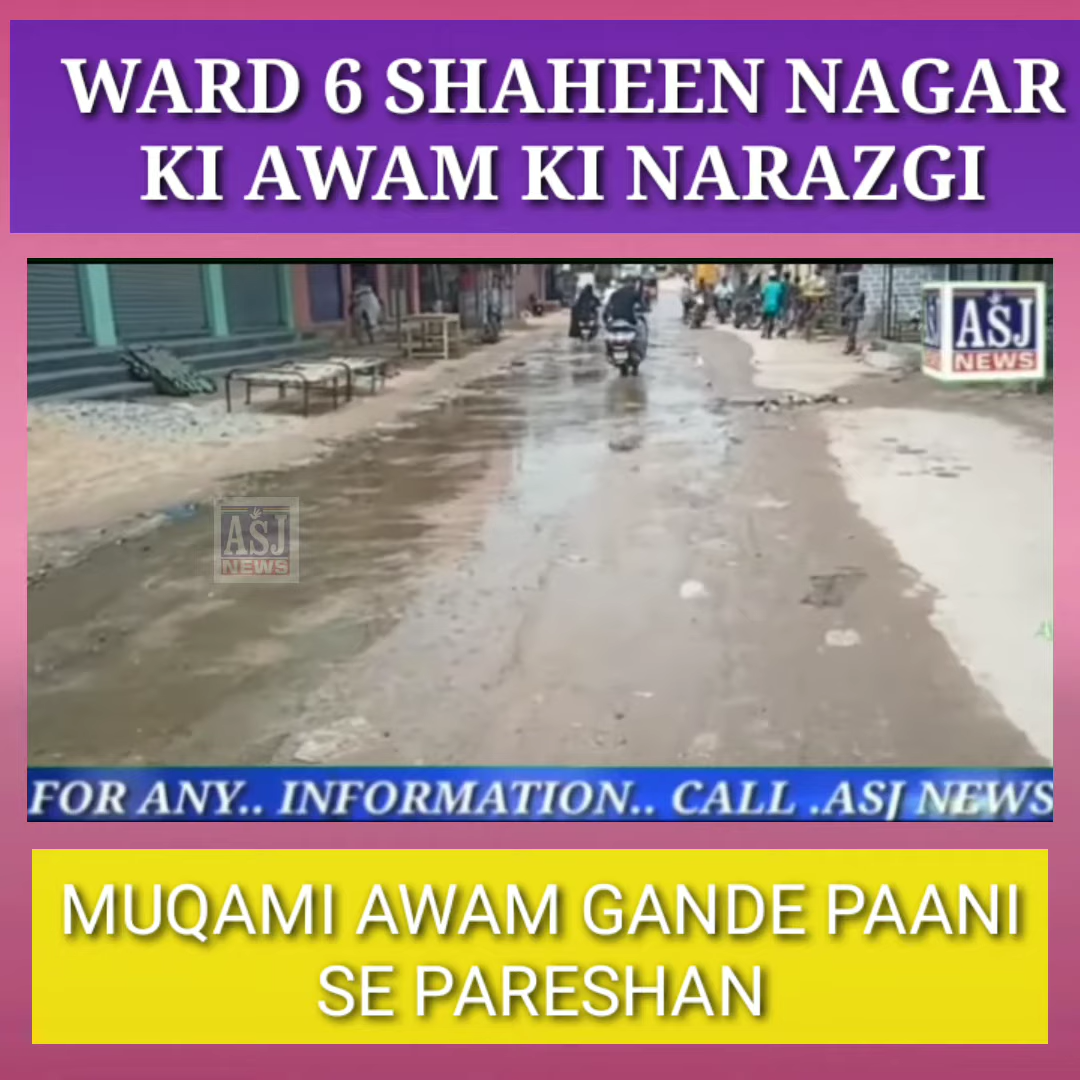 WARD 6 SHAHEEN NAGAR
KI AWAM KI NARAZGI
ASJ
NEWS
ASJ
NEWS
FOR ANY.. INFORMATION.. CALL .ASJ NEWS
MUQAMI AWAM GANDE PAANI
SE PARESHAN